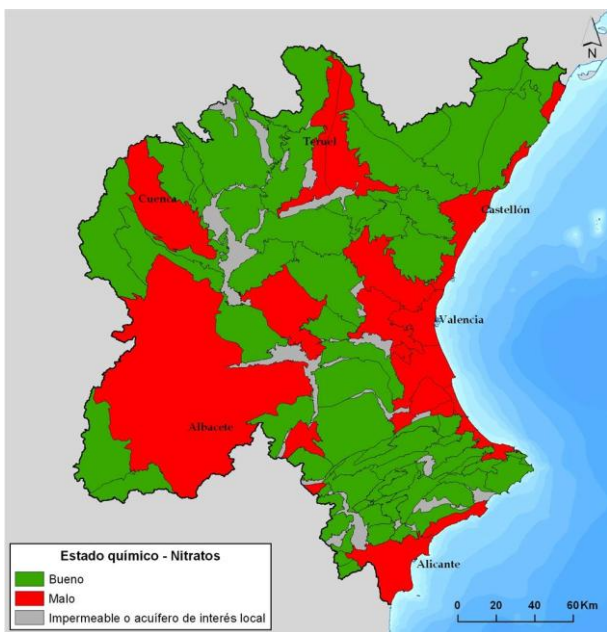 N
Teruel
Cuenca
Castellón
Valencia
Albacete
Alicante
Estado químico - Nitratos
Bueno
Malo
Impermeable o acuífero de interés local
0 20 40 60 Km